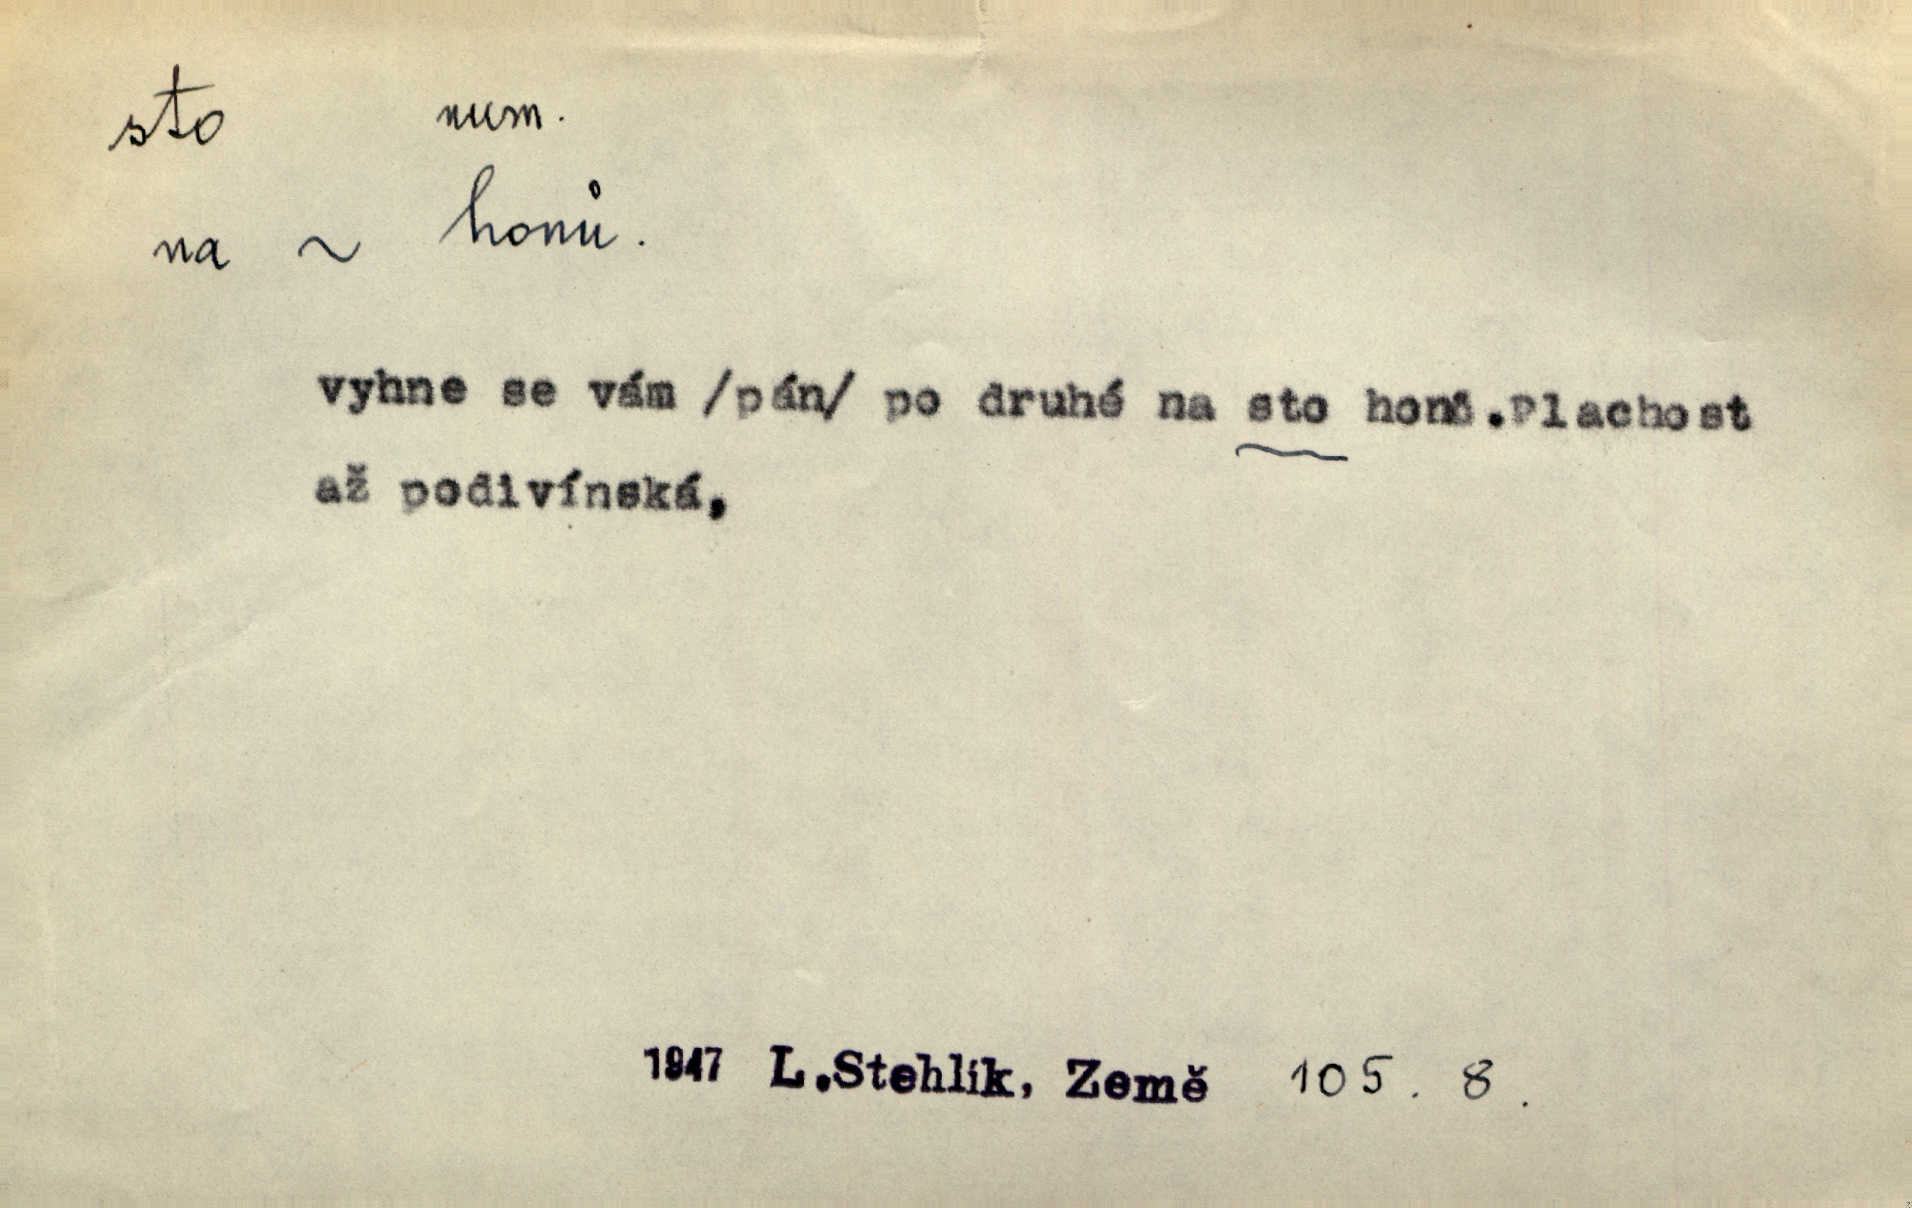 sto num.
na ~ honů.
vyhne se vám /pán/ po druhé na sto honů.Plachost
až podivínská,
1947 L.Stehlík, Země 105. 8.